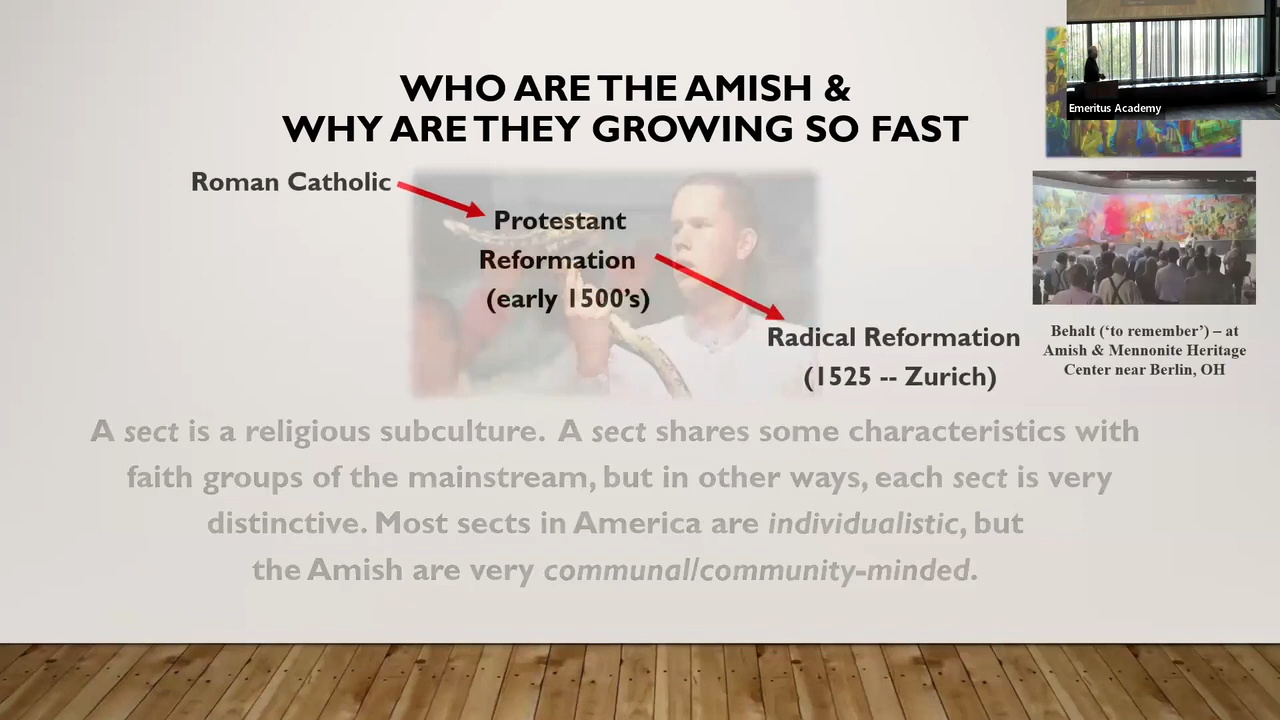 WHO ARE THE AMISH &
WHY ARE THEY GROWING SO FAST
Emeritus Academy
Roman Catholic
Protestant
Reformation
(early 1500’s)
Radical Reformation
(1525 -- Zurich)
Behalt (‘to remember’) – at
Amish & Mennonite Heritage
Center near Berlin, OH
A sect is a religious subculture. A sect shares some characteristics with
faith groups of the mainstream, but in other ways, each sect is very
distinctive. Most sects in America are individualistic, but
the Amish are very communal/community-minded.